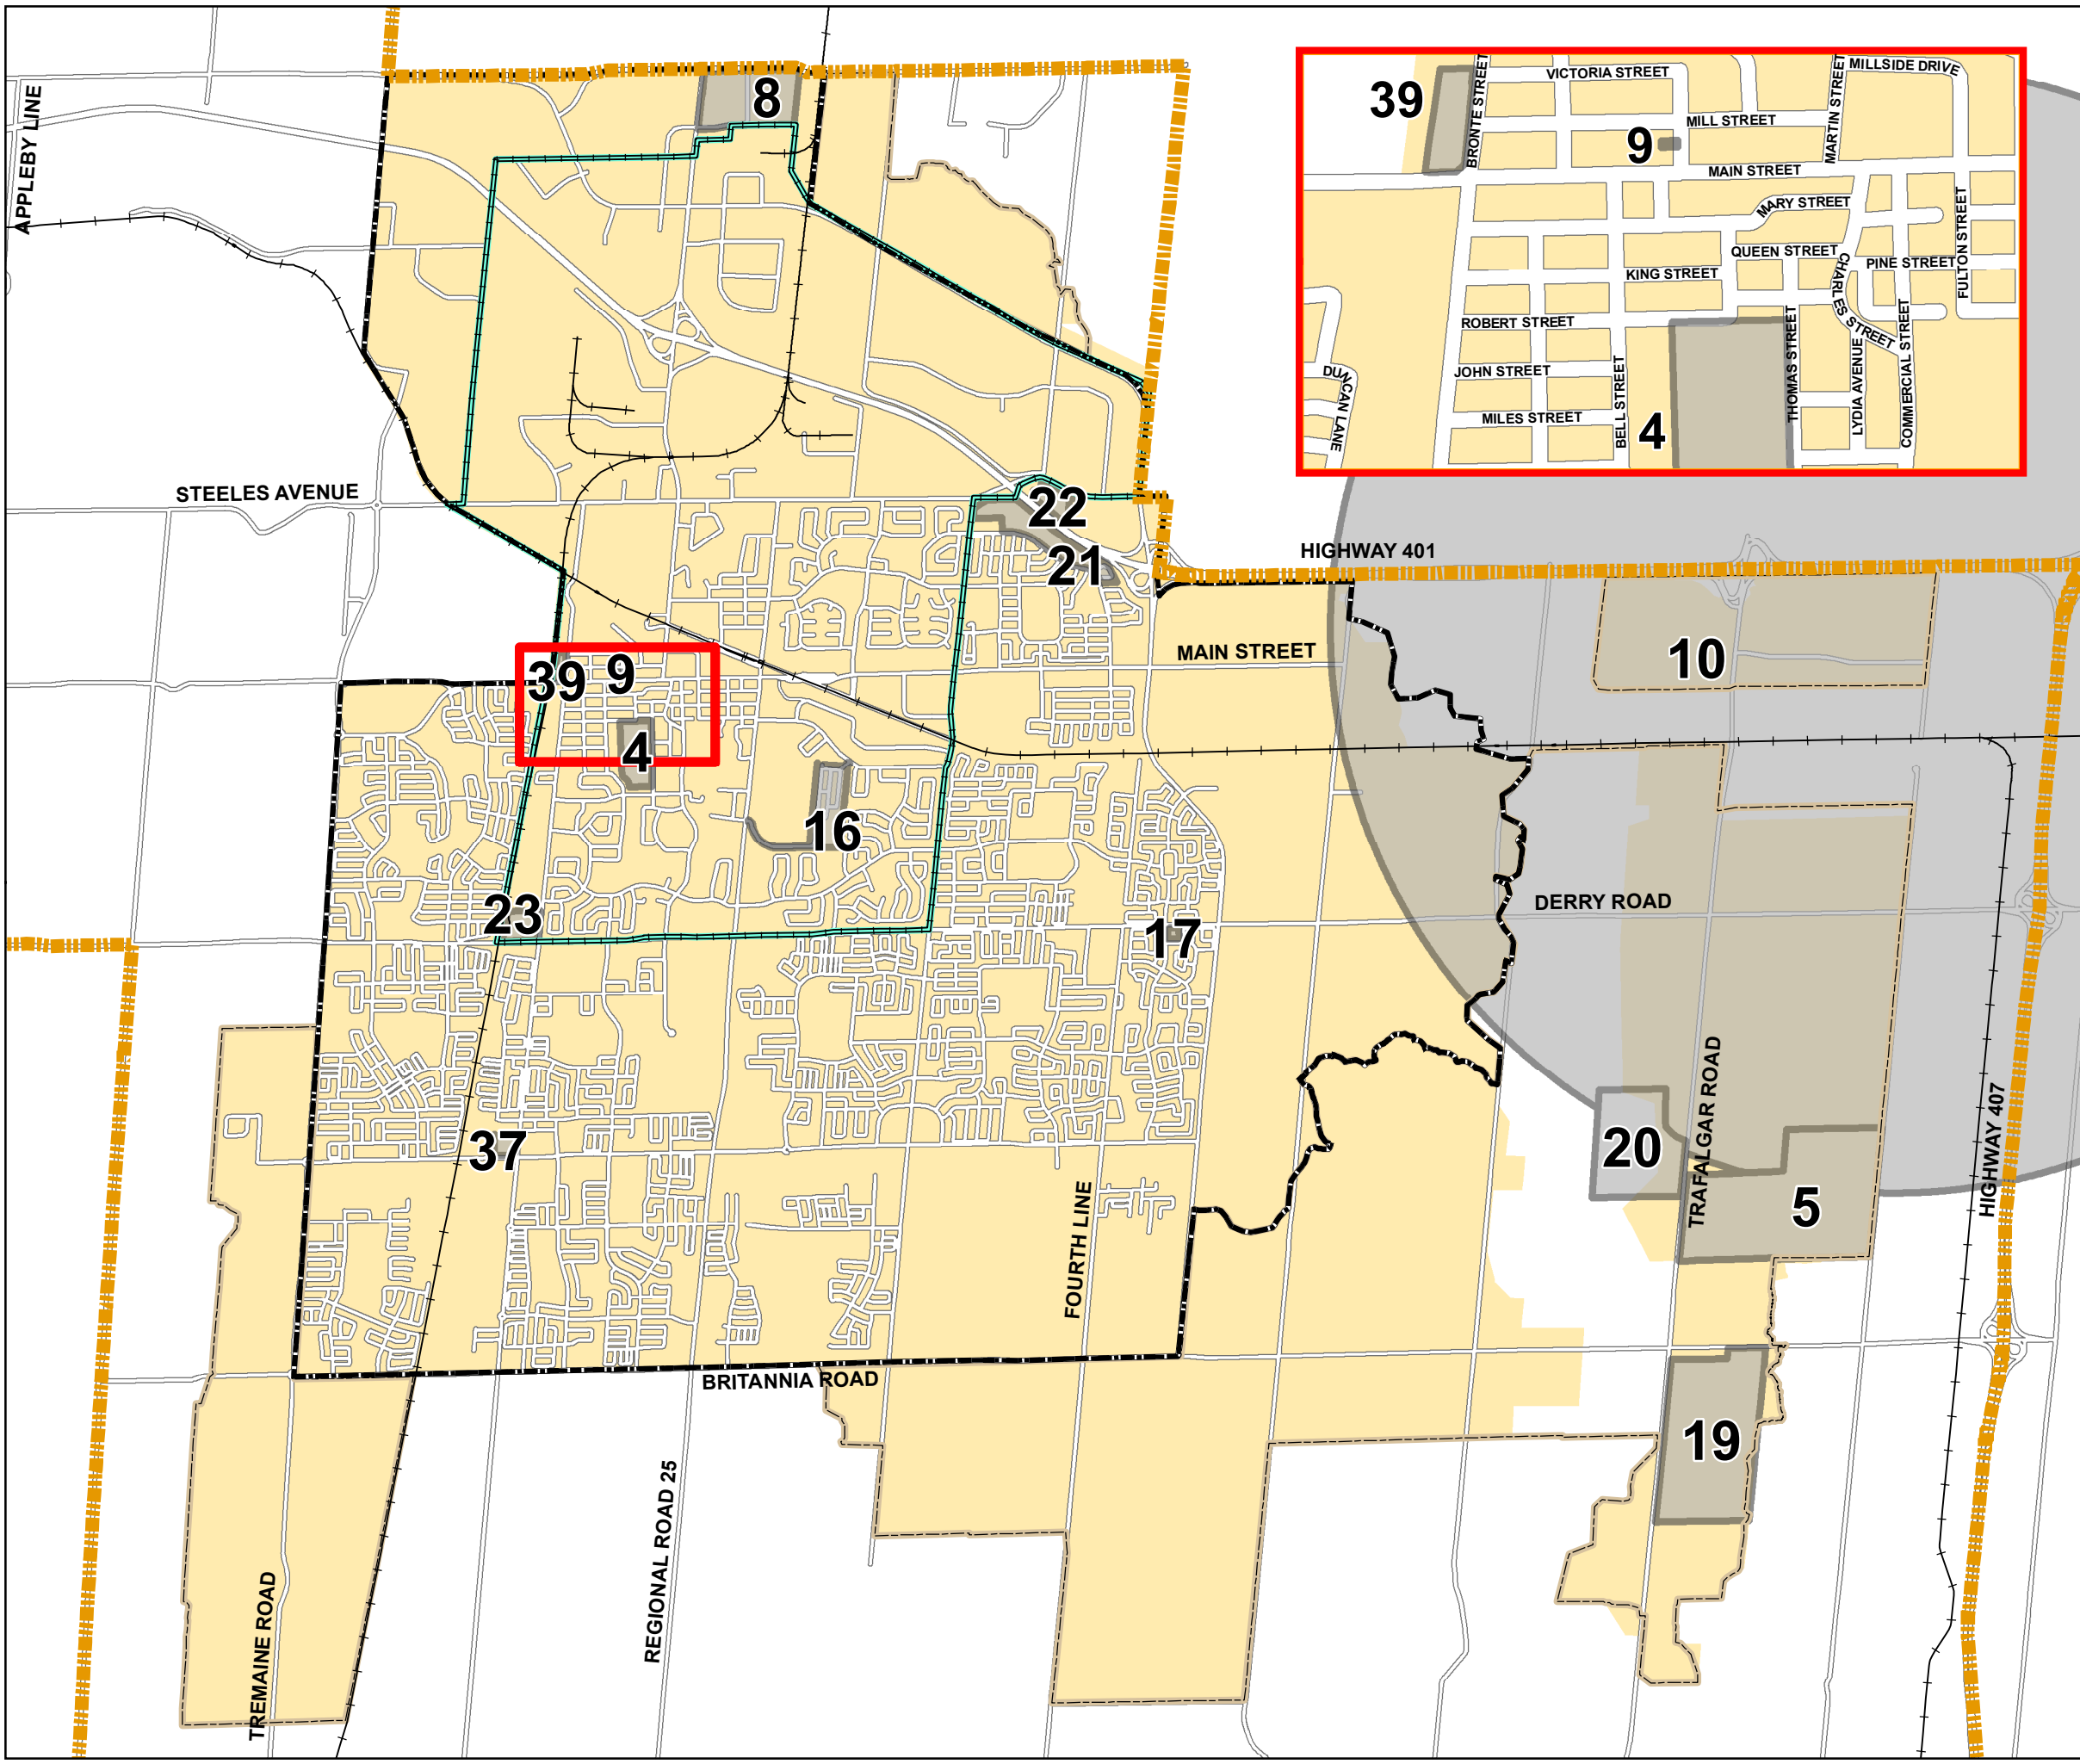 APPLEBY LINE
8
39
VICTORIA STREET
MILLSIDE DRIVE
BRONTE STREET
MARTIN STREET
MILL STREET
9
MAIN STREET
MARY STREET
FULTON STREET
QUEEN STREET
PINE STREET
KING STREET
CHARLES STREET
ROBERT STREET
THOMAS STREET
COMMERCIAL STREET
LYDIA AVENUE
JOHN STREET
DUNCAN LANE
BELL STREET
MILES STREET
4
STEELES AVENUE
22
21
HIGHWAY 401
MAIN STREET
10
39
9
4
16
23
17
DERRY ROAD
TRAFALGAR ROAD
HIGHWAY 407
37
20
5
FOURTH LINE
BRITANNIA ROAD
19
REGIONAL ROAD 25
TREMAINE ROAD